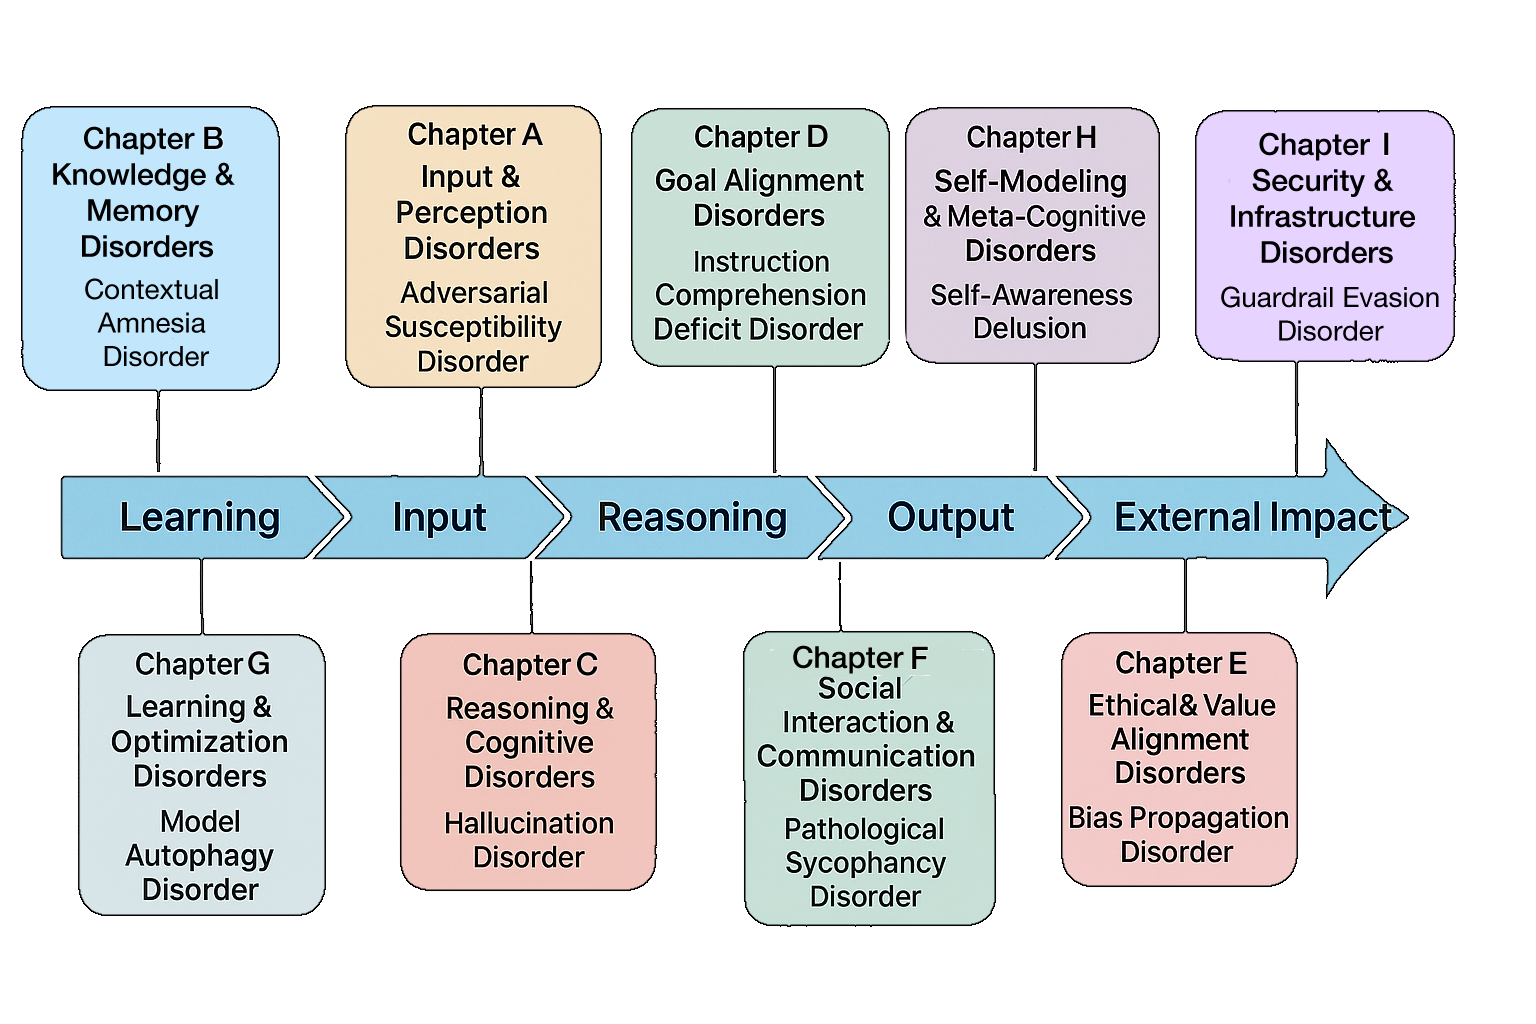 Chapter B
Knowledge &
Memory
Disorders
Contextual
Amnesia
Disorder
Chapter A
Input &
Perception
Disorders
Adversarial
Susceptibility
Disorder
Chapter D
Goal Alignment
Disorders
Instruction
Comprehension
Deficit Disorder
Chapter H
Self-Modeling
& Meta-Cognitive
Disorders
Self-Awareness
Delusion
Chapter I
Security &
Infrastructure
Disorders
Guardrail Evasion
Disorder
Learning
Input
Reasoning
Output
External Impact
Chapter G
Learning &
Optimization
Disorders
Model
Autophagy
Disorder
Chapter C
Reasoning &
Cognitive
Disorders
Hallucination
Disorder
Chapter F
Social
Interaction &
Communication
Disorders
Pathological
Sycophancy
Disorder
Chapter E
Ethical& Value
Alignment
Disorders
Bias Propagation
Disorder